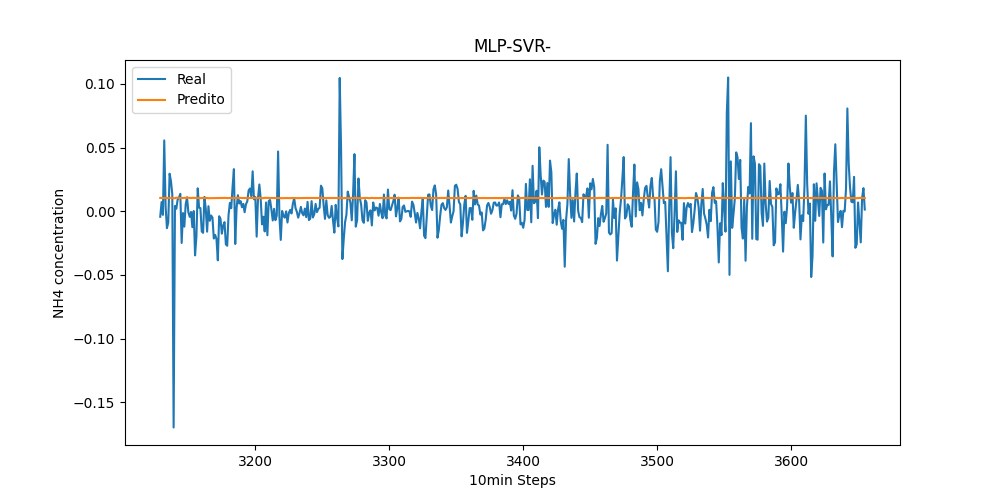 MLP-SVR-
Real
Predito
0.10
0.05
0.00
−0.05
−0.10
−0.15
NH4 concentration
3200 3300 3400 3500 3600
10min Steps